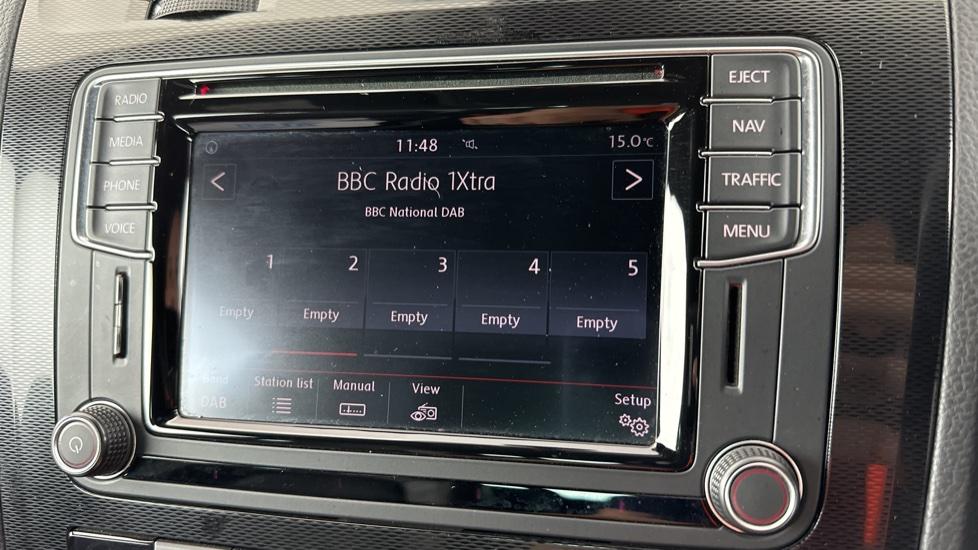 RADIO
MEDIA
PHONE
VOICE
EJECT
NAV
TRAFFIC
MENU
11:48
15.0°C
<
BBC Radio 1Xtra
>
BBC National DAB
1 2 3 4 5
Empty Empty Empty Empty Empty
Band Station list Manual View Setup
DAB